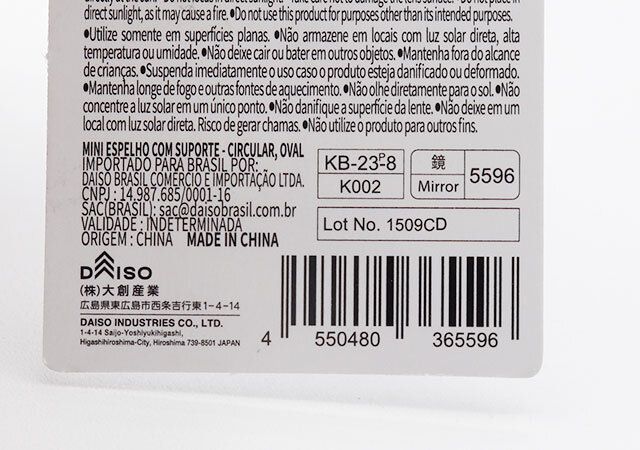 direct sunlight, as it may cause a fire. •Do not use this product for purposes other than its intended purposes.
•Utilize somente em superfícies planas. •Não armazene em locais com luz solar direta, alta
temperatura ou umidade. •Não deixe cair ou bater em outros objetos. •Mantenha fora do alcance
de crianças. •Suspenda imediatamente o uso caso o produto esteja danificado ou deformado.
•Mantenha longe de fogo e outras fontes de aquecimento. •Não olhe diretamente para o sol. •Não
concentre a luz solar em um único ponto. •Não danifique a superfície da lente. •Não deixe em um
local com luz solar direta. Risco de gerar chamas. •Não utilize o produto para outros fins.
MINI ESPELHO COM SUPORTE - CIRCULAR, OVAL
IMPORTADO PARA BRASIL POR:
DAISO BRASIL COMÉRCIO E IMPORTAÇÃO LTDA.
CNPJ : 14.987.685/0001-16
SAC(BRASIL): sac@daisobrasil.com.br
VALIDADE : INDETERMINADA
ORIGEM : CHINA MADE IN CHINA
KB-23-P-8
K002
鏡
Mirror
5596
Lot No. 1509CD
DAISO
(株)大創産業
広島県東広島市西条吉行東1-4-14
DAISO INDUSTRIES CO., LTD.
1-4-14 Saijo-Yoshiyukihigashi,
Higashihiroshima-City, Hiroshima 739-8501 JAPAN
4 550480 365596